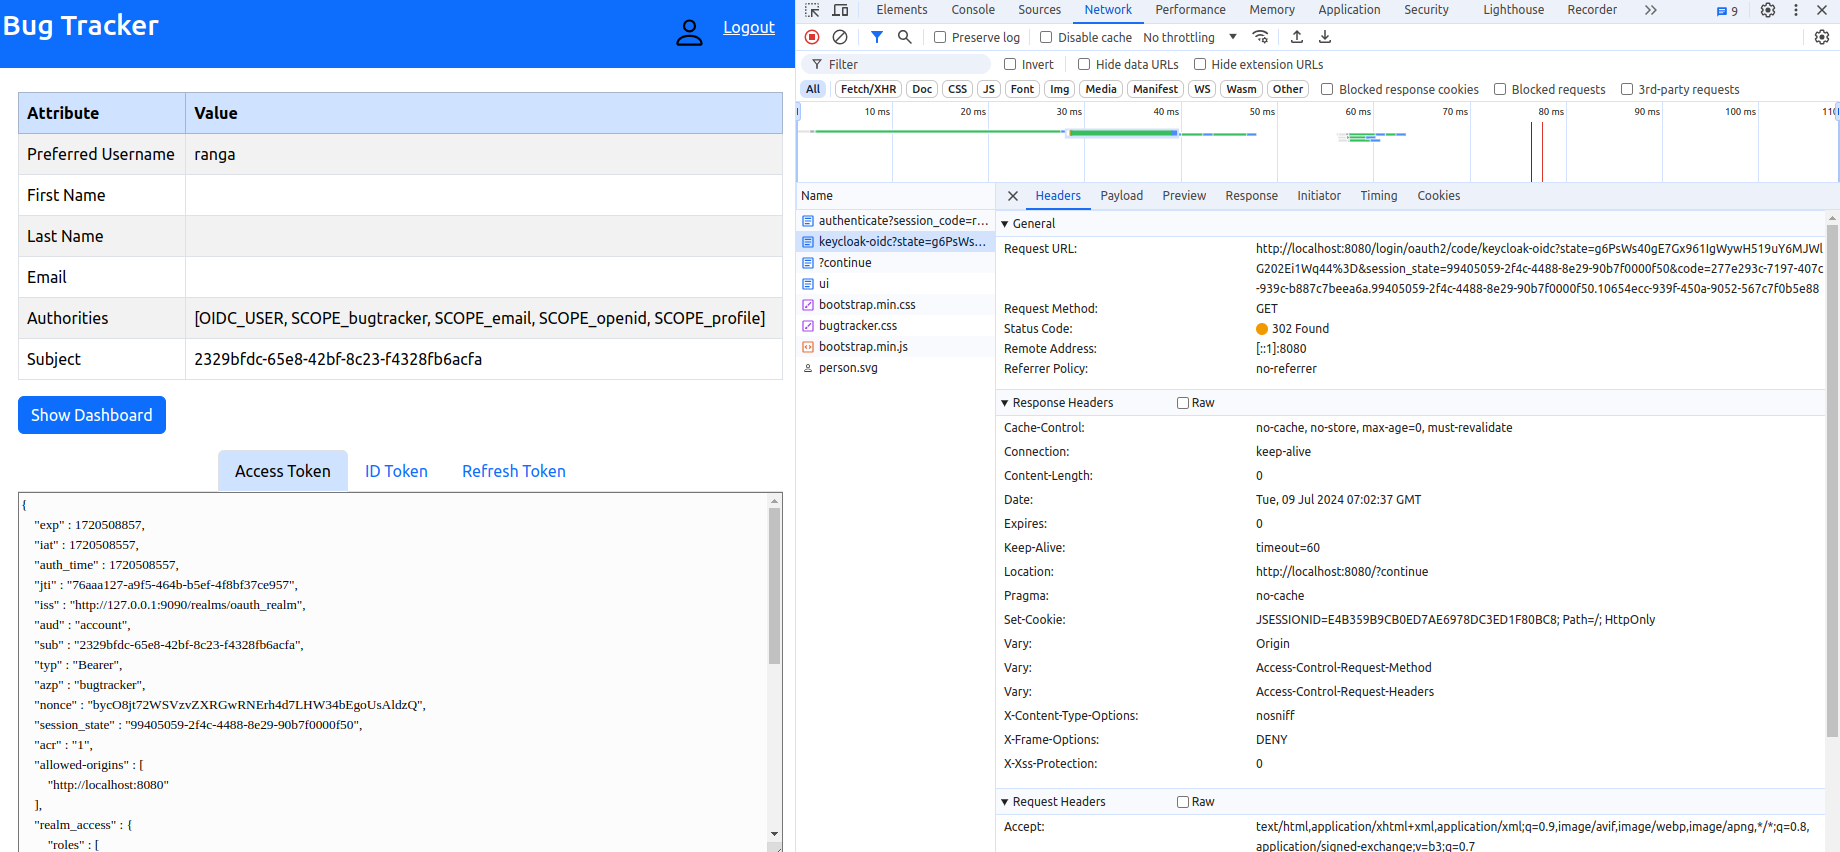 Bug Tracker
Logout
Attribute Value
Preferred Username ranga
First Name
Last Name
Email
Authorities [OIDC_USER, SCOPE_bugtracker, SCOPE_email, SCOPE_openid, SCOPE_profile]
Subject 2329bfdc-65e8-42bf-8c23-f4328fb6acfa
Show Dashboard
Access Token ID Token Refresh Token
{
"exp" : 1720508857,
"iat" : 1720508557,
"auth_time" : 1720508557,
"jti" : "76aaa127-a9f5-464b-b5ef-4f8bf37ce957",
"iss" : "http://127.0.0.1:9090/realms/oauth_realm",
"aud" : "account",
"sub" : "2329bfdc-65e8-42bf-8c23-f4328fb6acfa",
"typ" : "Bearer",
"azp" : "bugtracker",
"nonce" : "bycO8jt72WSVzvZXRGwRNErh4d7LHW34bEgoUsAldzQ",
"session_state" : "99405059-2f4c-4488-8e29-90b7f0000f50",
"acr" : "1",
"allowed-origins" : [
"http://localhost:8080"
],
"realm_access" : {
"roles" : [
Elements Console Sources Network Performance Memory Application Security Lighthouse Recorder 9
Preserve log Disable cache No throttling
Filter Invert Hide data URLs Hide extension URLs
All Fetch/XHR Doc CSS JS Font Img Media Manifest WS Wasm Other Blocked response cookies Blocked requests 3rd-party requests
10 ms 20 ms 30 ms 40 ms 50 ms 60 ms 70 ms 80 ms 90 ms 100 ms 110
Name
authenticate?session_code=r...
keycloak-oidc?state=g6PsWs...
?continue
ui
bootstrap.min.css
bugtracker.css
bootstrap.min.js
person.svg
Headers Payload Preview Response Initiator Timing Cookies
General
Request URL: http://localhost:8080/login/oauth2/code/keycloak-oidc?state=g6PsWs40gE7Gx961IgWywH519uY6MJWl
G202Ei1Wq44%3D&session_state=99405059-2f4c-4488-8e29-90b7f0000f50&code=277e293c-7197-407c
-939c-b887c7beea6a.99405059-2f4c-4488-8e29-90b7f0000f50.10654ecc-939f-450a-9052-567c7f0b5e88
Request Method: GET
Status Code: 302 Found
Remote Address: [::1]:8080
Referrer Policy: no-referrer
Response Headers Raw
Cache-Control: no-cache, no-store, max-age=0, must-revalidate
Connection: keep-alive
Content-Length: 0
Date: Tue, 09 Jul 2024 07:02:37 GMT
Expires: 0
Keep-Alive: timeout=60
Location: http://localhost:8080/?continue
Pragma: no-cache
Set-Cookie: JSESSIONID=E4B359B9CB0ED7AE6978DC3ED1F80BC8; Path=/; HttpOnly
Vary: Origin
Vary: Access-Control-Request-Method
Vary: Access-Control-Request-Headers
X-Content-Type-Options: nosniff
X-Frame-Options: DENY
X-Xss-Protection: 0
Request Headers Raw
Accept: text/html,application/xhtml+xml,application/xml;q=0.9,image/avif,image/webp,image/apng,*/*;q=0.8,
application/signed-exchange;v=b3;q=0.7